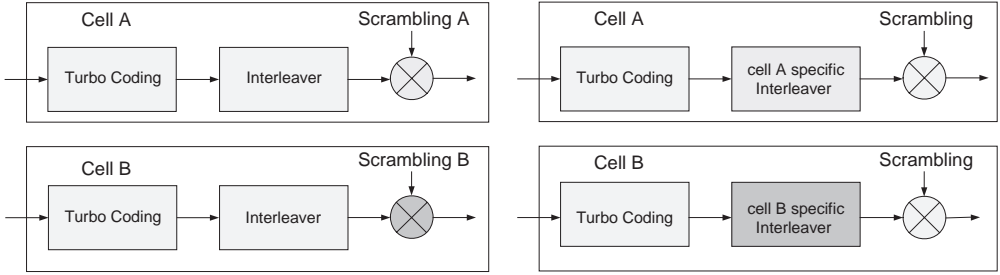 Cell A
Scrambling A
Turbo Coding
Interleaver
Cell A
Scrambling
Turbo Coding
cell A specific
Interleaver
Cell B
Scrambling B
Turbo Coding
Interleaver
Cell B
Scrambling
Turbo Coding
cell B specific
Interleaver